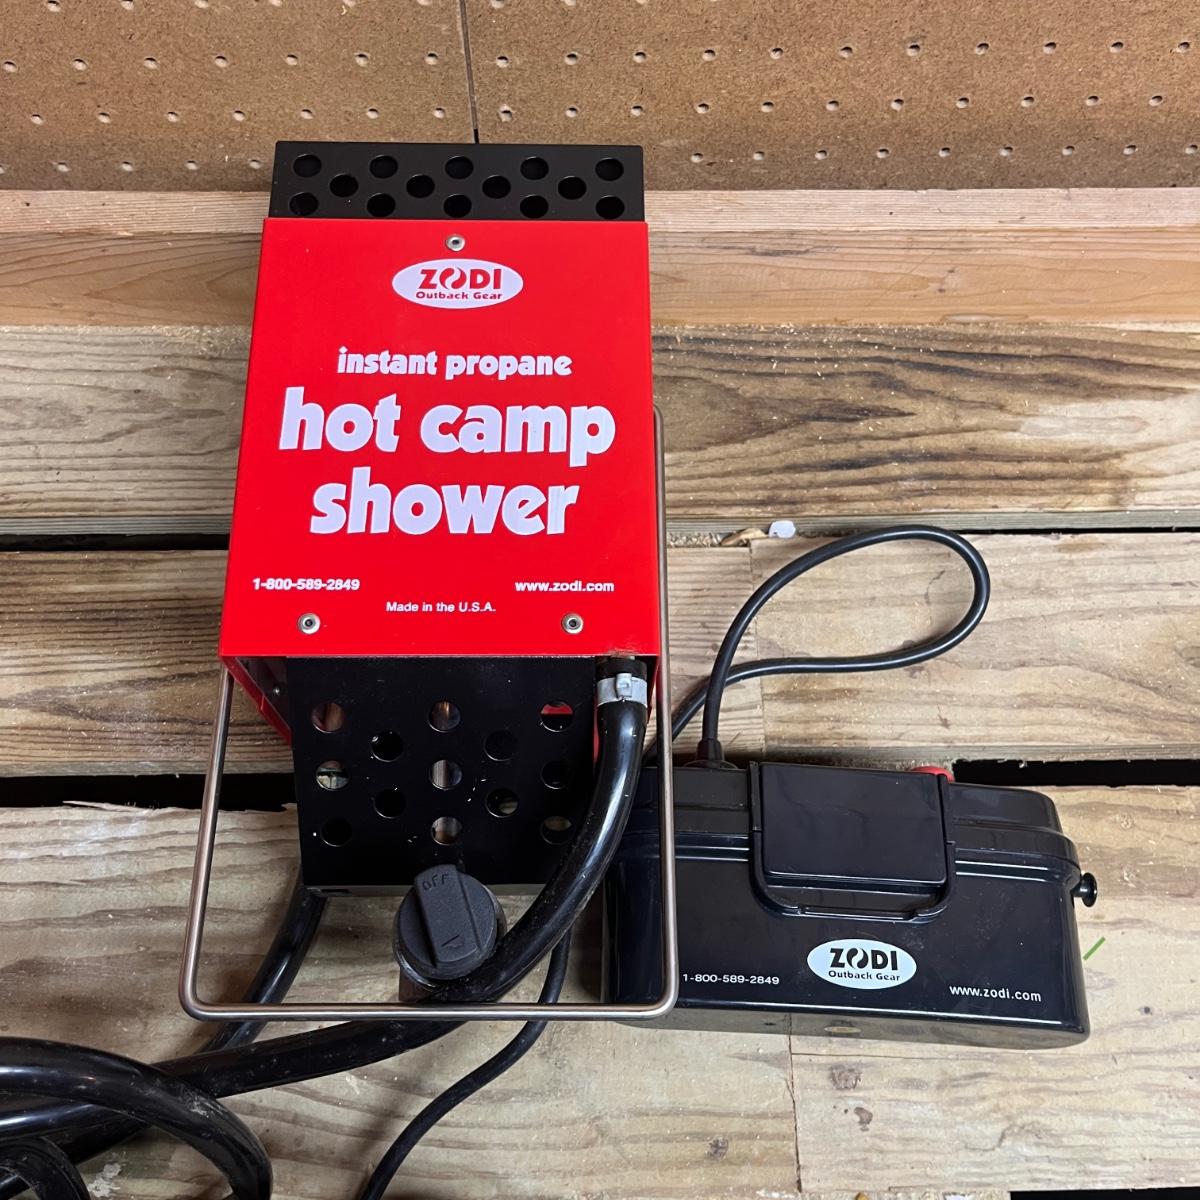 ZODI
Outback Gear
instant propane
hot camp
shower
1-800-589-2849
www.zodi.com
Made in the U.S.A.
OFF
ZODI
Outback Gear
1-800-589-2849
www.zodi.com